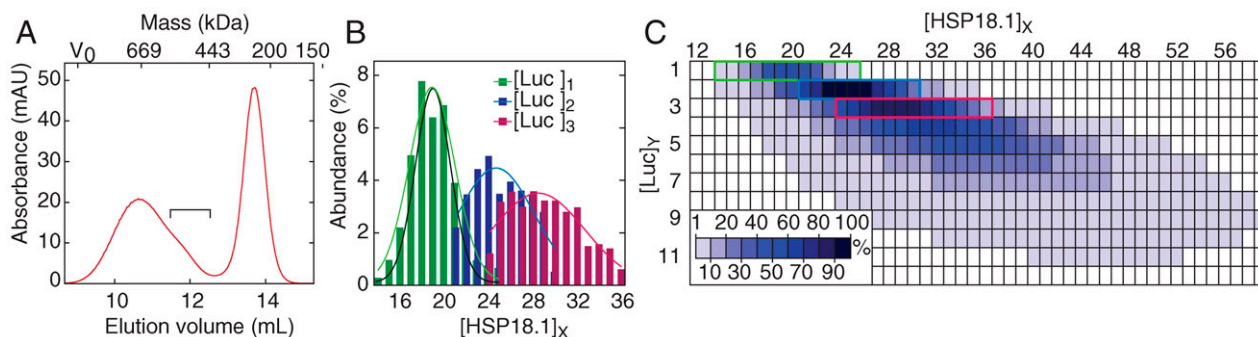 A
Mass (kDa)
V0 669 443 200 150
Absorbance (mAU)
50
40
30
20
10
0
10 12 14
Elution volume (mL)
B
Abundance (%)
8
6
4
2
0
[Luc ]1
[Luc ]2
[Luc ]3
16 20 24 28 32 36
[HSP18.1]X
C
[HSP18.1]X
12 16 20 24 28 32 36 40 44 48 52 56
[Luc]Y
1
3
5
7
9
11
1 20 40 60 80 100
%
10 30 50 70 90